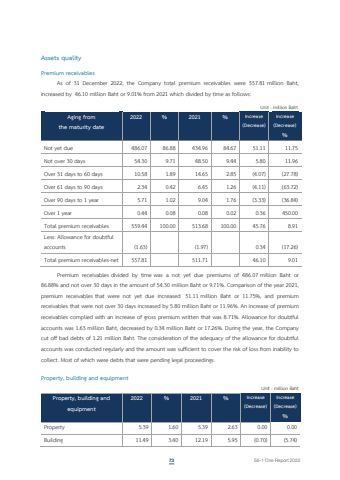 Assets quality
Premium receivables
As of 31 December 2022, the Company total premium receivables were 557.81 million Baht,
increased by 46.10 million Baht or 9.01% from 2021 which divided by time as follows:
Unit : million Baht
Aging from the maturity date 2022 % 2021 % Increase (Decrease) Increase (Decrease) %
Not yet due 486.07 86.88 434.96 84.67 51.11 11.75
Not over 30 days 54.30 9.71 48.50 9.44 5.80 11.96
Over 31 days to 60 days 10.58 1.89 14.65 2.85 (4.07) (27.78)
Over 61 days to 90 days 2.34 0.42 6.45 1.26 (4.11) (63.72)
Over 90 days to 1 year 5.71 1.02 9.04 1.76 (3.33) (36.84)
Over 1 year 0.44 0.08 0.08 0.02 0.36 450.00
Total premium receivables 559.44 100.00 513.68 100.00 45.76 8.91
Less: Allowance for doubtful
accounts (1.63) (1.97) 0.34 (17.26)
Total premium receivables-net 557.81 511.71 46.10 9.01
Premium receivables divided by time was a not yet due premiums of 486.07 million Baht or
86.88% and not over 30 days in the amount of 54.30 million Baht or 9.71%. Comparison of the year 2021,
premium receivables that were not yet due increased 51.11 million Baht or 11.75%, and premium
receivables that were not over 30 days increased by 5.80 million Baht or 11.96%. An increase of premium
receivables complied with an increase of gross premium written that was 8.71%. Allowance for doubtful
accounts was 1.63 million Baht, decreased by 0.34 million Baht or 17.26%. During the year, the Company
cut off bad debts of 1.21 million Baht. The consideration of the adequacy of the allowance for doubtful
accounts was conducted regularly and the amount was sufficient to cover the risk of loss from inability to
collect. Most of which were debts that were pending legal proceedings.
Property, building and equipment
Unit : million Baht
Property, building and equipment 2022 % 2021 % Increase (Decrease) Increase (Decrease) %
Property 5.39 1.60 5.39 2.63 0.00 0.00
Building 11.49 3.40 12.19 5.95 (0.70) (5.74)
73
56-1 One Report 2022